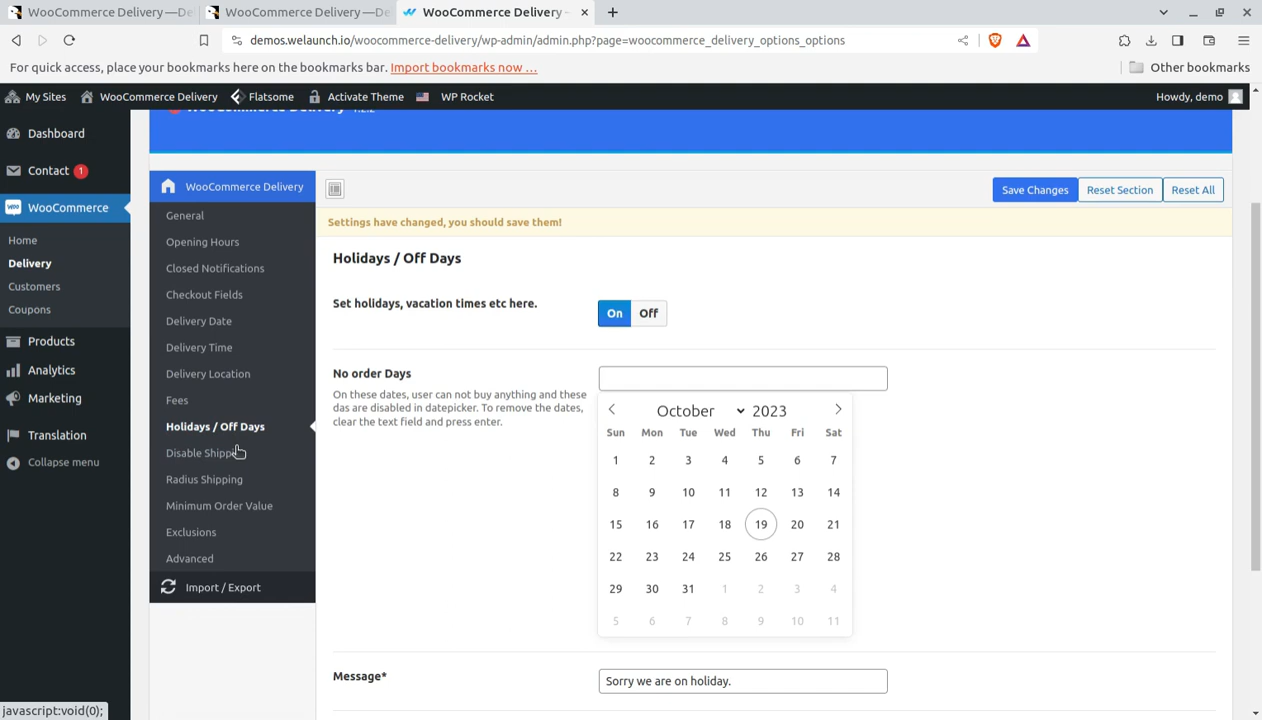 WooCommerce Delivery —De
WooCommerce Delivery —De
WooCommerce Delivery -
demos.welaunch.io/woocommerce-delivery/wp-admin/admin.php?page=woocommerce_delivery_options_options
For quick access, place your bookmarks here on the bookmarks bar. Import bookmarks now ...
Other bookmarks
My Sites
WooCommerce Delivery
Flatsome
Activate Theme
WP Rocket
Howdy, demo
WooCommerce Delivery 1.2.2
Dashboard
Contact 1
WooCommerce
Home
Delivery
Customers
Coupons
Products
Analytics
Marketing
Translation
Collapse menu
WooCommerce Delivery
General
Opening Hours
Closed Notifications
Checkout Fields
Delivery Date
Delivery Time
Delivery Location
Fees
Holidays / Off Days
Disable Shipp
Radius Shipping
Minimum Order Value
Exclusions
Advanced
Import / Export
Save Changes
Reset Section
Reset All
Settings have changed, you should save them!
Holidays / Off Days
Set holidays, vacation times etc here.
On Off
No order Days
On these dates, user can not buy anything and these
das are disabled in datepicker. To remove the dates,
clear the text field and press enter.
October 2023
Sun Mon Tue Wed Thu Fri Sat
1 2 3 4 5 6 7
8 9 10 11 12 13 14
15 16 17 18 19 20 21
22 23 24 25 26 27 28
29 30 31 1 2 3 4
5 6 7 8 9 10 11
Message*
Sorry we are on holiday.
javascript:void(0);